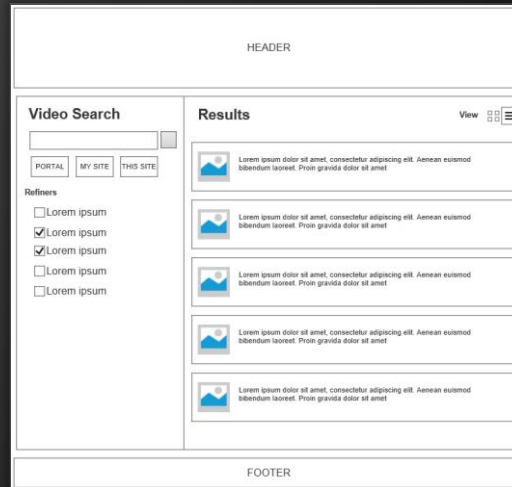 HEADER
Video Search
PORTAL
MY SITE
THIS SITE
Refiners
Lorem ipsum
Lorem ipsum
Lorem ipsum
Lorem ipsum
Lorem ipsum
Results
View
Lorem ipsum dolor sit amet, consectetur adipiscing elit. Aenean euismod
bibendum laoreet. Proin gravida dolor sit amet
Lorem ipsum dolor sit amet, consectetur adipiscing elit. Aenean euismod
bibendum laoreet. Proin gravida dolor sit amet
Lorem ipsum dolor sit amet, consectetur adipiscing elit. Aenean euismod
bibendum laoreet. Proin gravida dolor sit amet
Lorem ipsum dolor sit amet, consectetur adipiscing elit. Aenean euismod
bibendum laoreet. Proin gravida dolor sit amet
Lorem ipsum dolor sit amet, consectetur adipiscing elit. Aenean euismod
bibendum laoreet. Proin gravida dolor sit amet
FOOTER